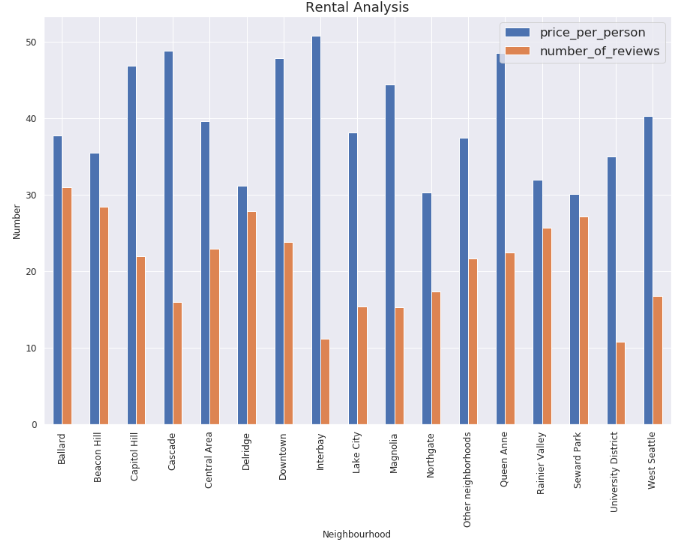 Rental Analysis
price_per_person
number_of_reviews
50
40
30
20
10
0
Number
Ballard
Beacon Hill
Capitol Hill
Cascade
Central Area
Delridge
Downtown
Interbay
Lake City
Magnolia
Northgate
Other neighborhoods
Queen Anne
Rainier Valley
Seward Park
University District
West Seattle
Neighbourhood